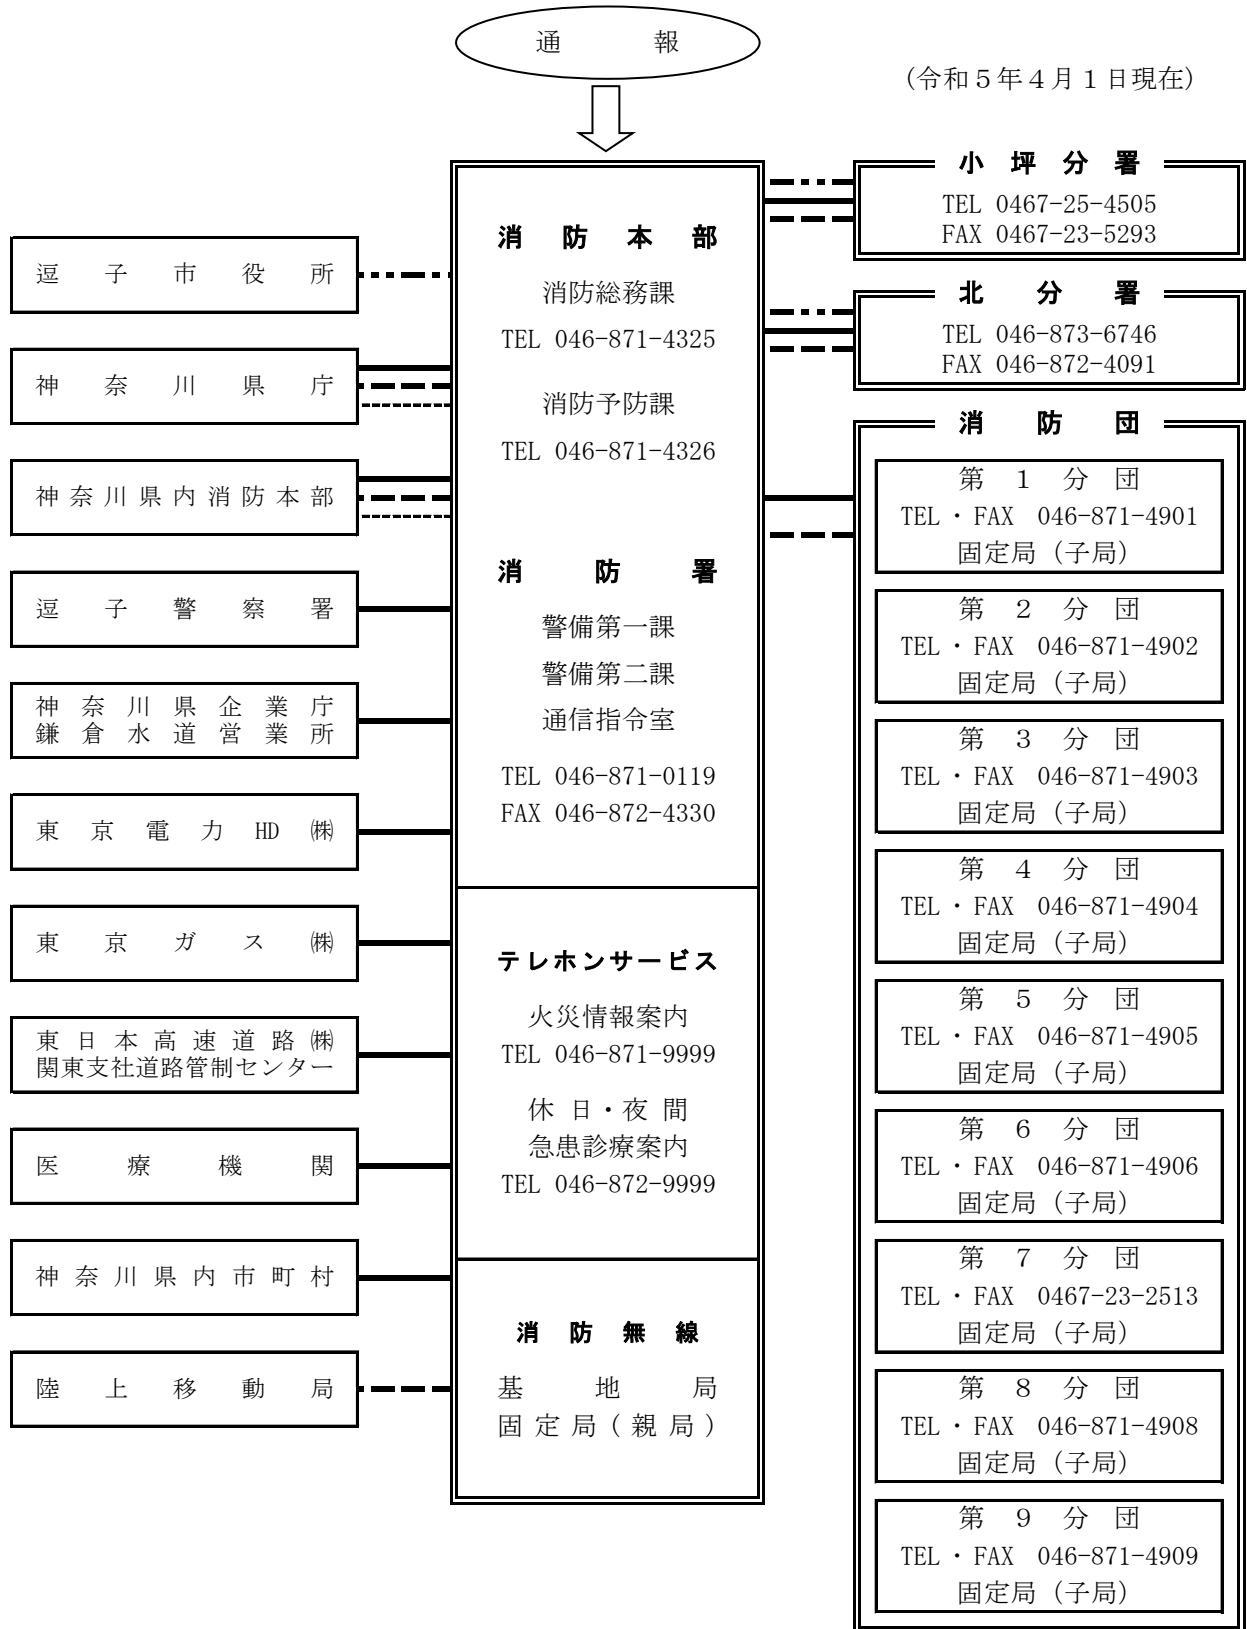 通報
(令和5年4月1日現在)
逗子市役所
神奈川県庁
神奈川県内消防本部
逗子警察署
神奈川県企業庁
鎌倉水道営業所
東京電力HD㈱
東京ガス㈱
東日本高速道路㈱
関東支社道路管制センター
医療機関
神奈川県内市町村
陸上移動局
消防本部
消防総務課
TEL 046-871-4325
消防予防課
TEL 046-871-4326
消防署
警備第一課
警備第二課
通信指令室
TEL 046-871-0119
FAX 046-872-4330
テレホンサービス
火災情報案内
TEL 046-871-9999
休日・夜間
急患診療案内
TEL 046-872-9999
消防無線
基地局
固定局(親局)
小坪分署
TEL 0467-25-4505
FAX 0467-23-5293
北分署
TEL 046-873-6746
FAX 046-872-4091
消防団
第1分団
TEL・FAX 046-871-4901
固定局(子局)
第2分団
TEL・FAX 046-871-4902
固定局(子局)
第3分団
TEL・FAX 046-871-4903
固定局(子局)
第4分団
TEL・FAX 046-871-4904
固定局(子局)
第5分団
TEL・FAX 046-871-4905
固定局(子局)
第6分団
TEL・FAX 046-871-4906
固定局(子局)
第7分団
TEL・FAX 0467-23-2513
固定局(子局)
第8分団
TEL・FAX 046-871-4908
固定局(子局)
第9分団
TEL・FAX 046-871-4909
固定局(子局)